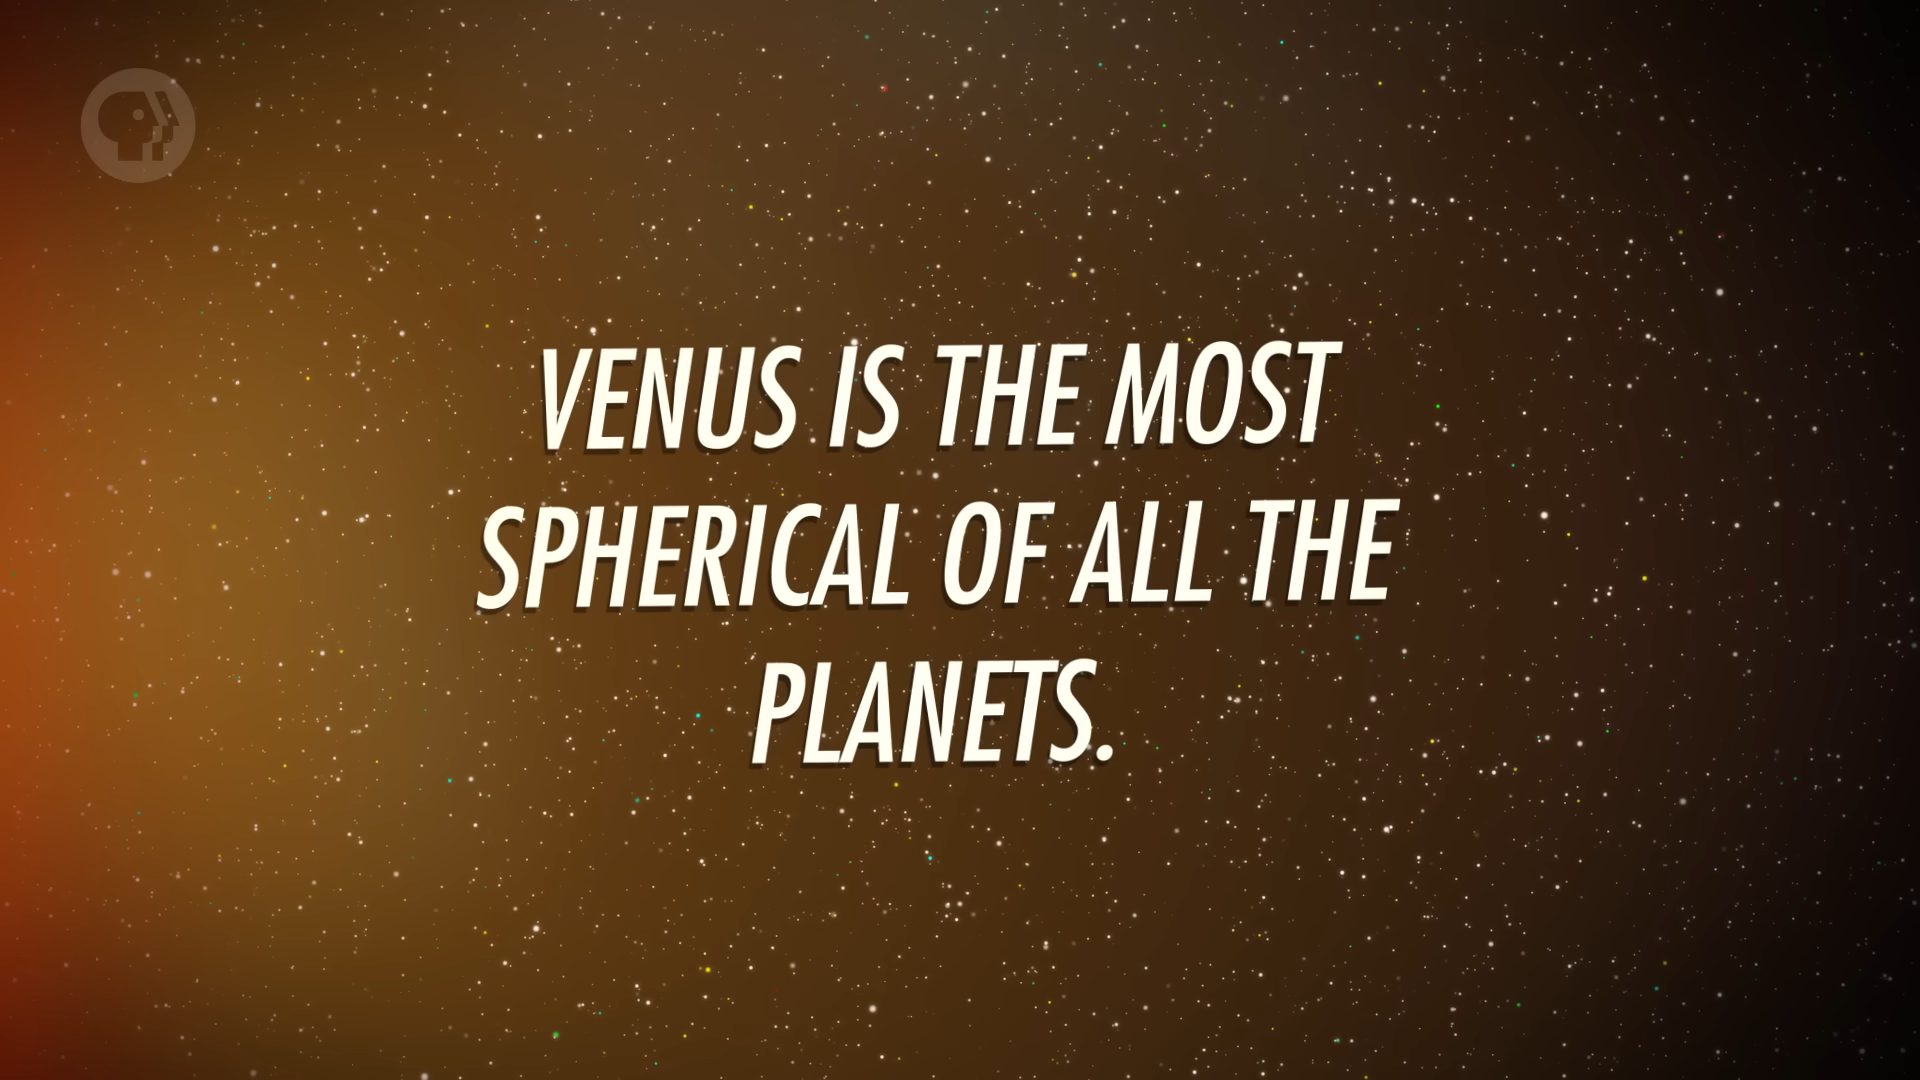 VENUS IS THE MOST
SPHERICAL OF ALL THE
PLANETS.